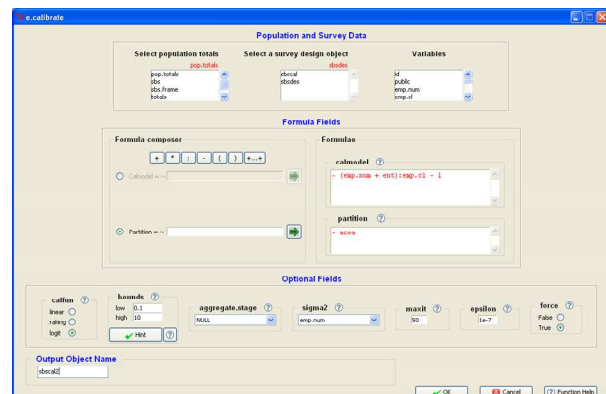 e.calibrate
Population and Survey Data
Select population totals
Select a survey design object
Variables
pop.totals
sbsdes
pop.totalc
sbs
sbs.frame
totals
sbscal
sbsdes
id
public
emp.num
emp.cl
Formula Fields
Formula composer
+ * : - ( ) +...+
Calmodel = ~
Partition = ~
Formulae
calmodel ?
~ (emp.num + ent):emp.cl - 1
partition ?
Optional Fields
calfun ?
linear
raking
logit
bounds ?
low 0.1
high 10
Hint ?
aggregate.stage ?
NULL
sigma2 ?
emp.num
maxit ?
50
epsilon ?
1e-7
force ?
False
True
Output Object Name
sbscal2
OK
Cancel
[?] Function Help